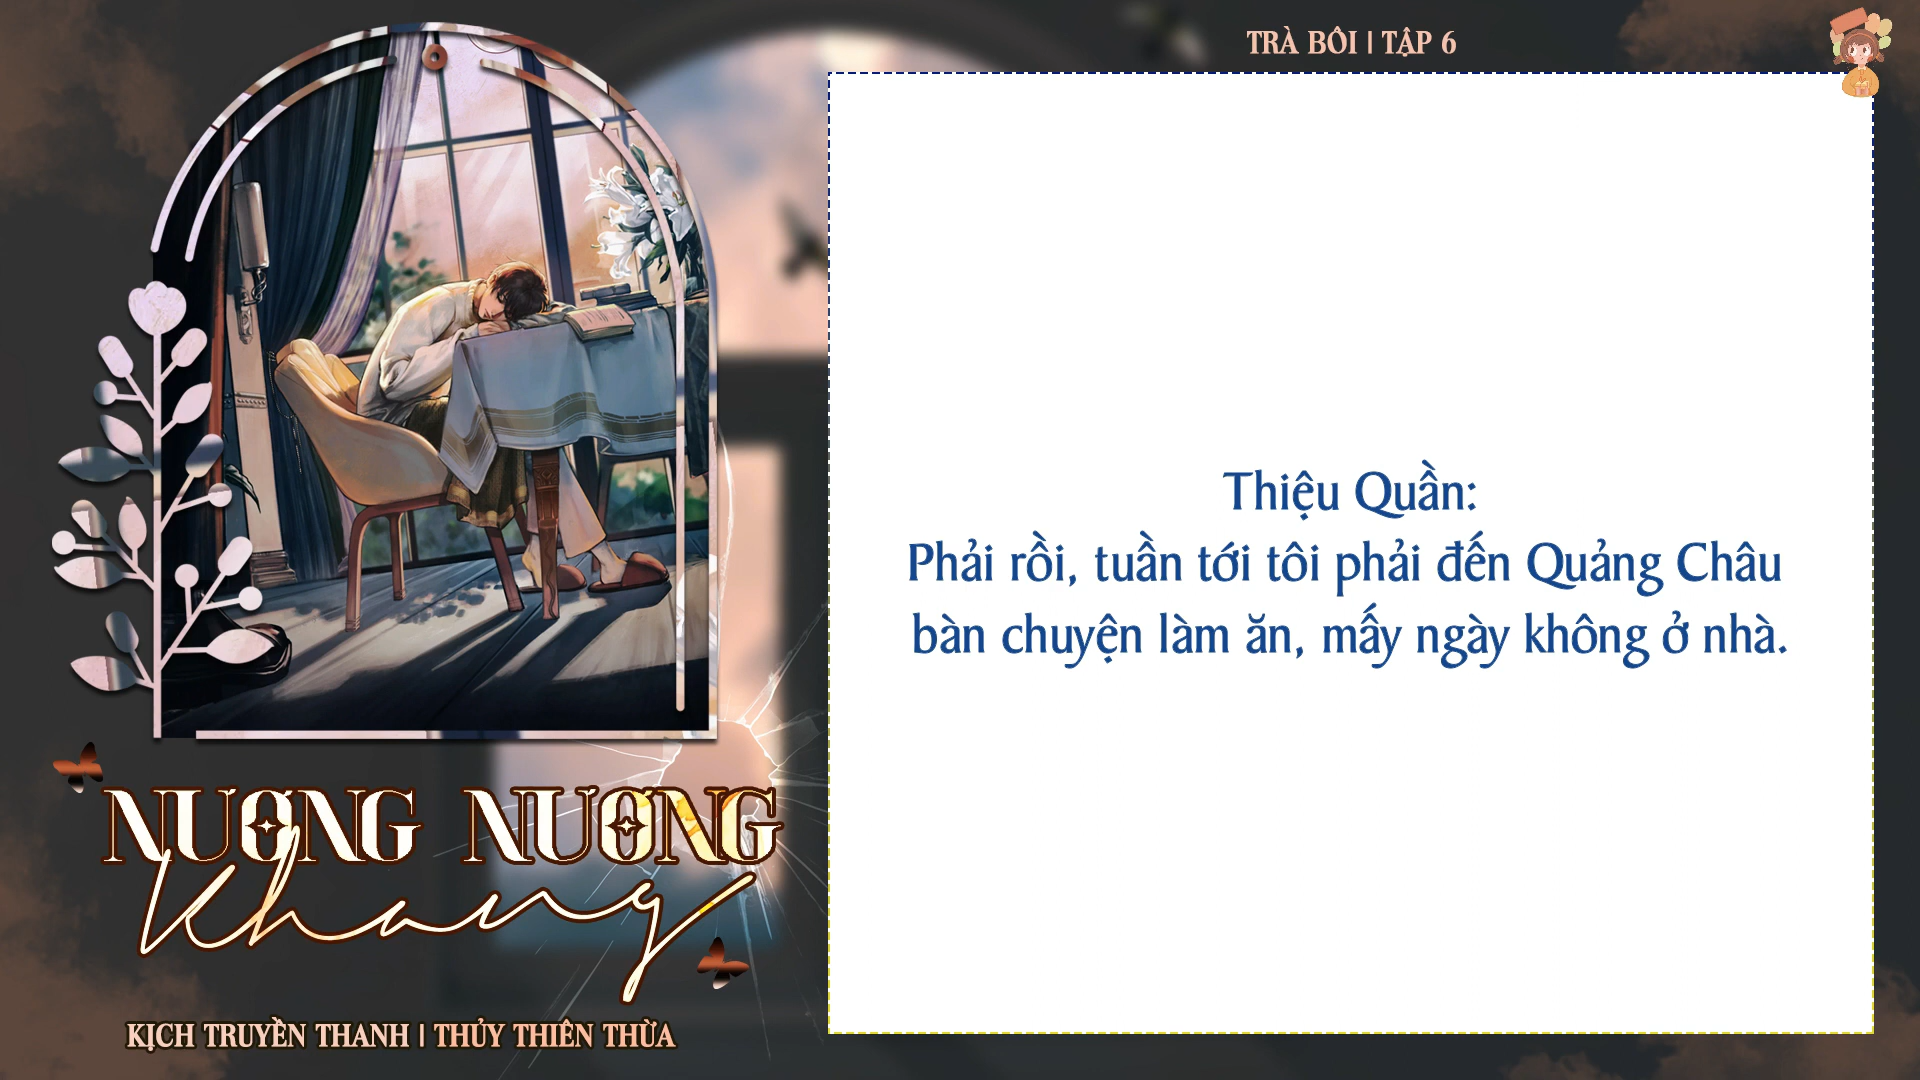 TRÀ BÔI | TẬP 6
Thiệu Quần:
Phải rồi, tuần tới tôi phải đến Quảng Châu
bàn chuyện làm ăn, mấy ngày không ở nhà.
NƯƠNG NƯƠNG
Khang
KỊCH TRUYỀN THANH | THỦY THIÊN THỪA